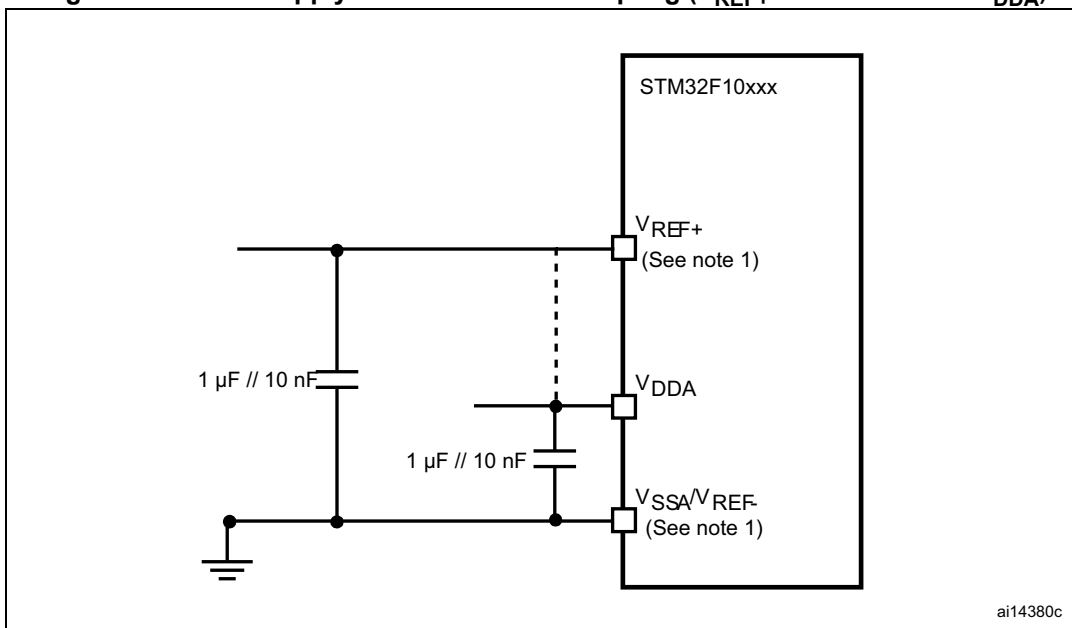 STM32F10xxx
VREF+
(See note 1)
1 µF // 10 nF
VDDA
1 µF // 10 nF
VSSA/VREF-
(See note 1)
ai14380c